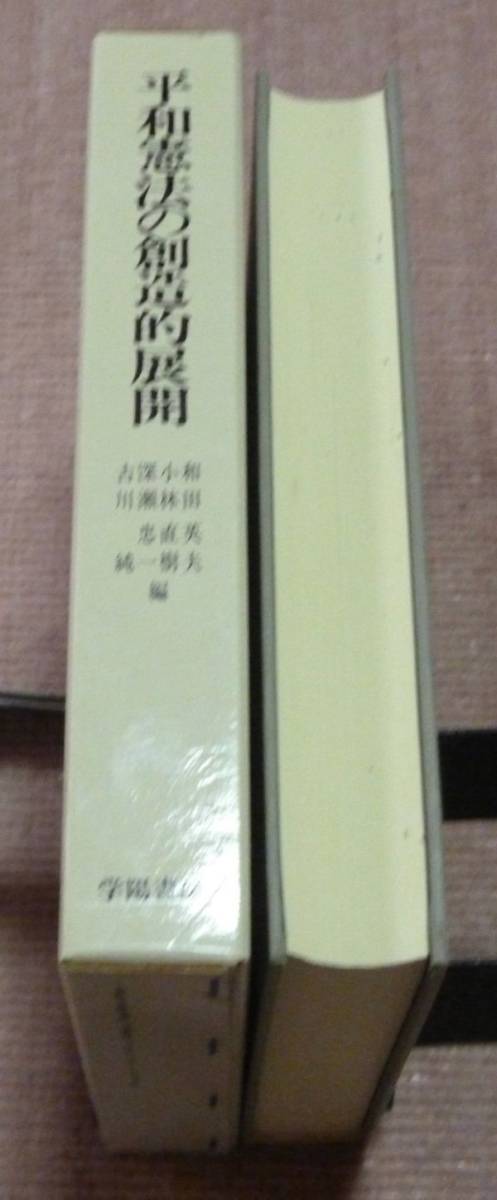 平和憲法の創造的展開
和田英夫
小林直樹
深瀬忠一
古川純
編
学陽書房